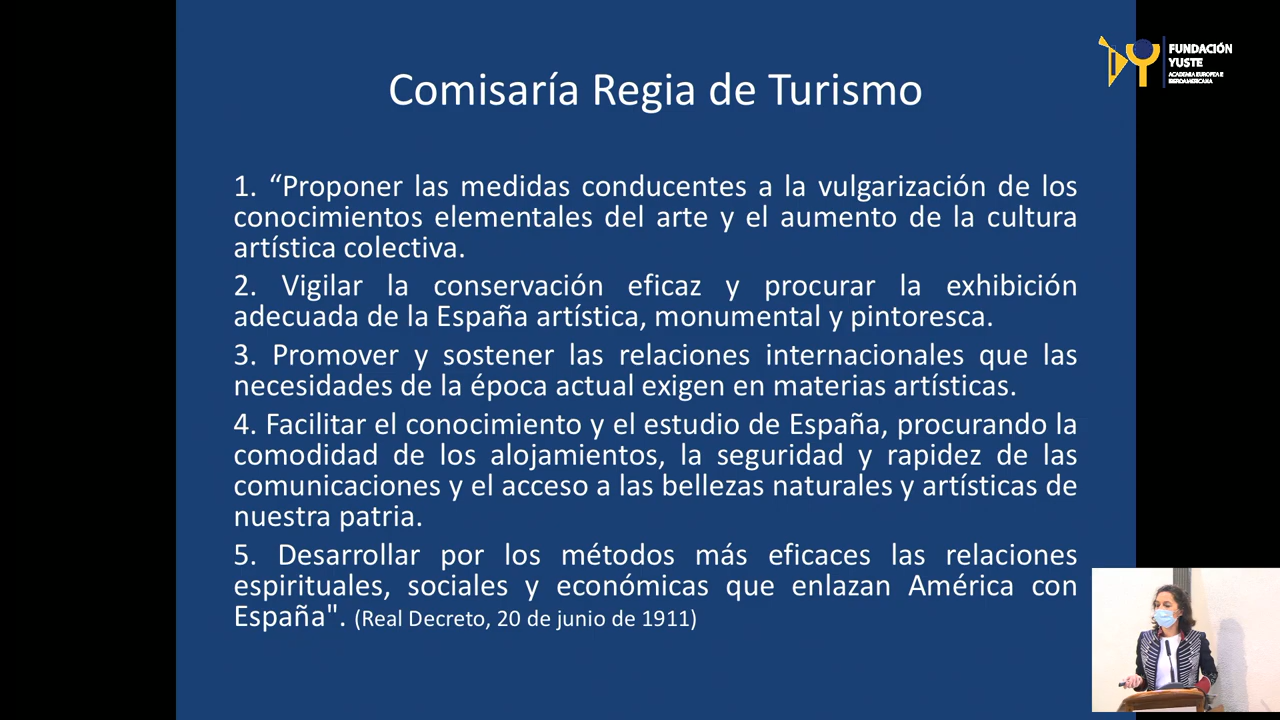 Comisaría Regia de Turismo
FUNDACIÓN
YUSTE
ACADEMIA EUROPEA E
IBEROAMERICANA
1. “Proponer las medidas conducentes a la vulgarización de los
conocimientos elementales del arte y el aumento de la cultura
artística colectiva.
2. Vigilar la conservación eficaz y procurar la exhibición
adecuada de la España artística, monumental y pintoresca.
3. Promover y sostener las relaciones internacionales que las
necesidades de la época actual exigen en materias artísticas.
4. Facilitar el conocimiento y el estudio de España, procurando la
comodidad de los alojamientos, la seguridad y rapidez de las
comunicaciones y el acceso a las bellezas naturales y artísticas de
nuestra patria.
5. Desarrollar por los métodos más eficaces las relaciones
espirituales, sociales y económicas que enlazan América con
España". (Real Decreto, 20 de junio de 1911)